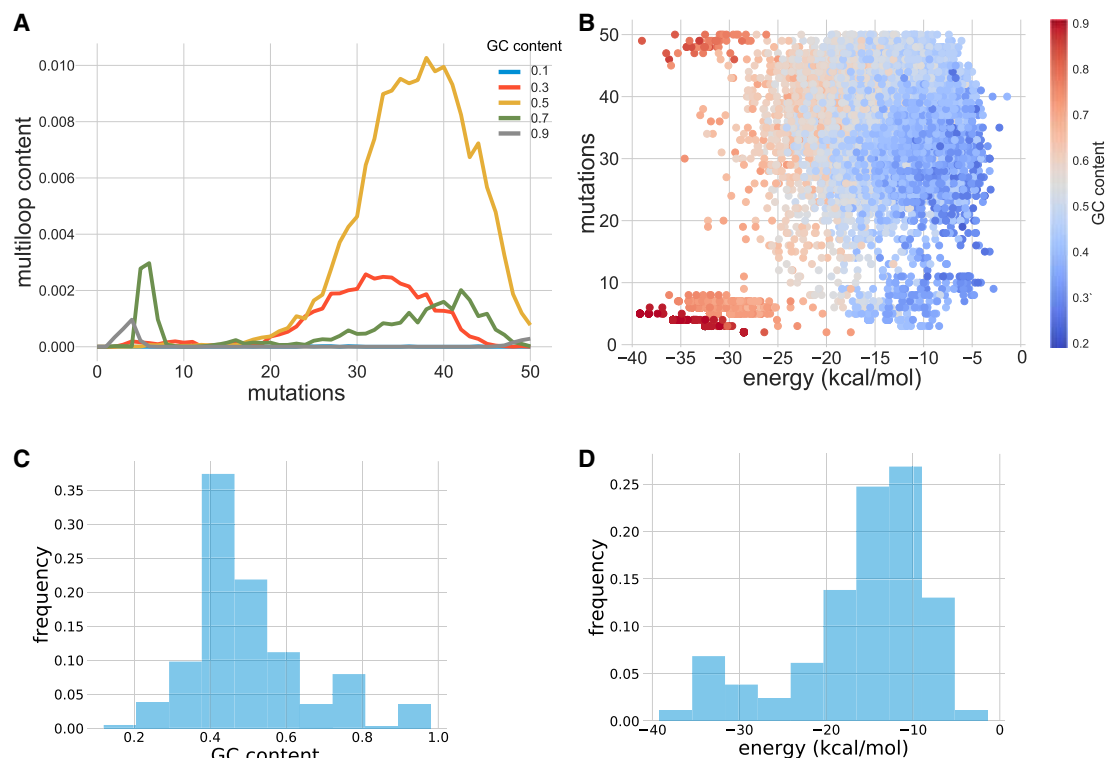 A
GC content
0.1
0.3
0.5
0.7
0.9
0.010
0.008
0.006
0.004
0.002
0.000
multiloop content
0 10 20 30 40 50
mutations
B
50
40
30
20
10
0
mutations
−40 −35 −30 −25 −20 −15 −10 −5 0
energy (kcal/mol)
0.9
0.8
0.7
0.6
0.5
0.4
0.3
0.2
GC content
C
0.35
0.30
0.25
0.20
0.15
0.10
0.05
0.00
frequency
0.2 0.4 0.6 0.8 1.0
GC content
D
0.25
0.20
0.15
0.10
0.05
0.00
frequency
−40 −30 −20 −10 0
energy (kcal/mol)